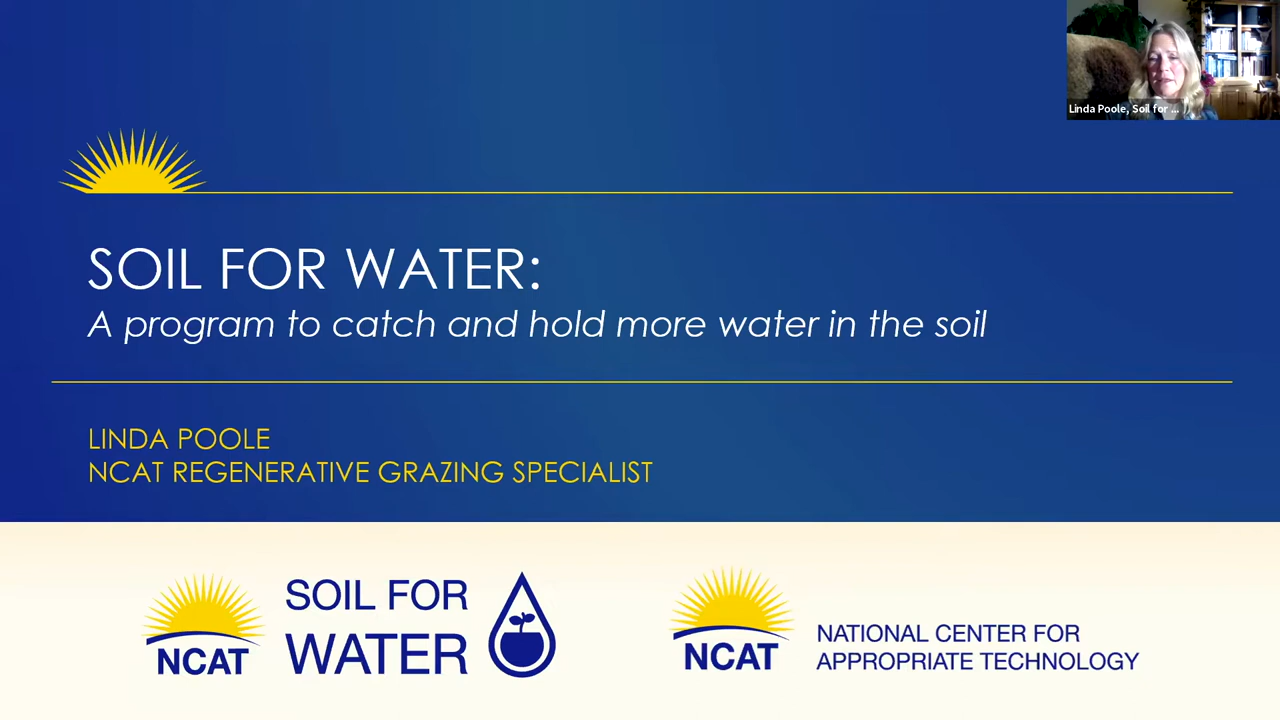 Linda Poole, Soil for ...
SOIL FOR WATER:
A program to catch and hold more water in the soil
LINDA POOLE
NCAT REGENERATIVE GRAZING SPECIALIST
NCAT
SOIL FOR
WATER
NCAT
NATIONAL CENTER FOR
APPROPRIATE TECHNOLOGY